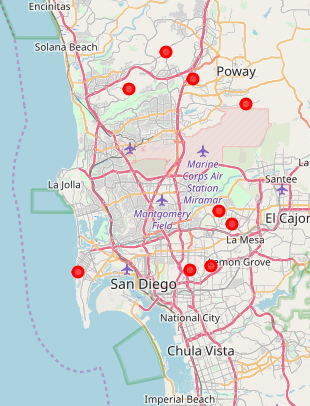 Encinitas
Solana Beach
Poway
Marine
Corps Air
Station
Miramar
La
Santee
La Jolla
Montgomery
Field
El Cajon
La Mesa
Lemon Grove
San Diego
National City
Chula Vista
Imperial Beach